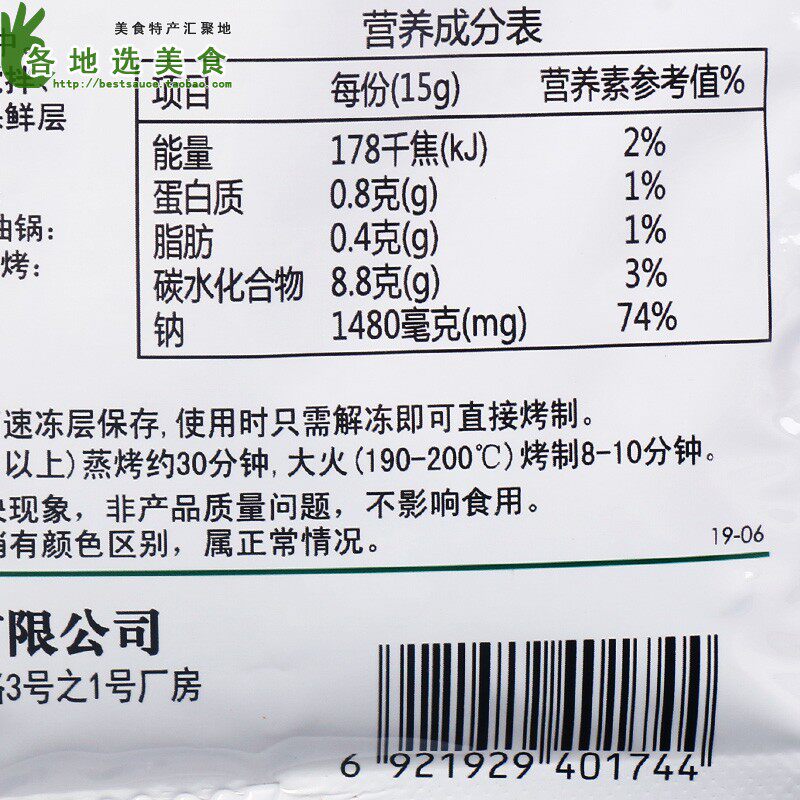 美食特产汇聚地
各地选美食
http://bestsauce.taobao.com
鲜层
油锅:
烤:
营养成分表
项目 每份(15g) 营养素参考值%
能量 178千焦(kJ) 2%
蛋白质 0.8克(g) 1%
脂肪 0.4克(g) 1%
碳水化合物 8.8克(g) 3%
钠 1480毫克(mg) 74%
速冻层保存,使用时只需解冻即可直接烤制。
以上)蒸烤约30分钟,大火(190-200℃)烤制8-10分钟。
现象，非产品质量问题，不影响食用。
稍有颜色区别，属正常情况。
19-06
有限公司
路3号之1号厂房
6 921929 401744